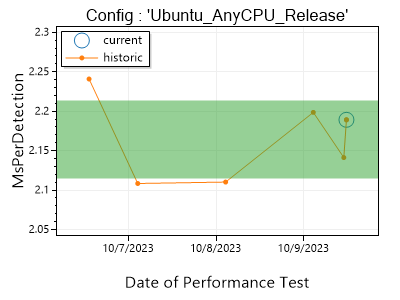 Config : 'Ubuntu_AnyCPU_Release'
current
historic
MsPerDetection
2.3
2.25
2.2
2.15
2.1
2.05
10/7/2023
10/8/2023
10/9/2023
Date of Performance Test